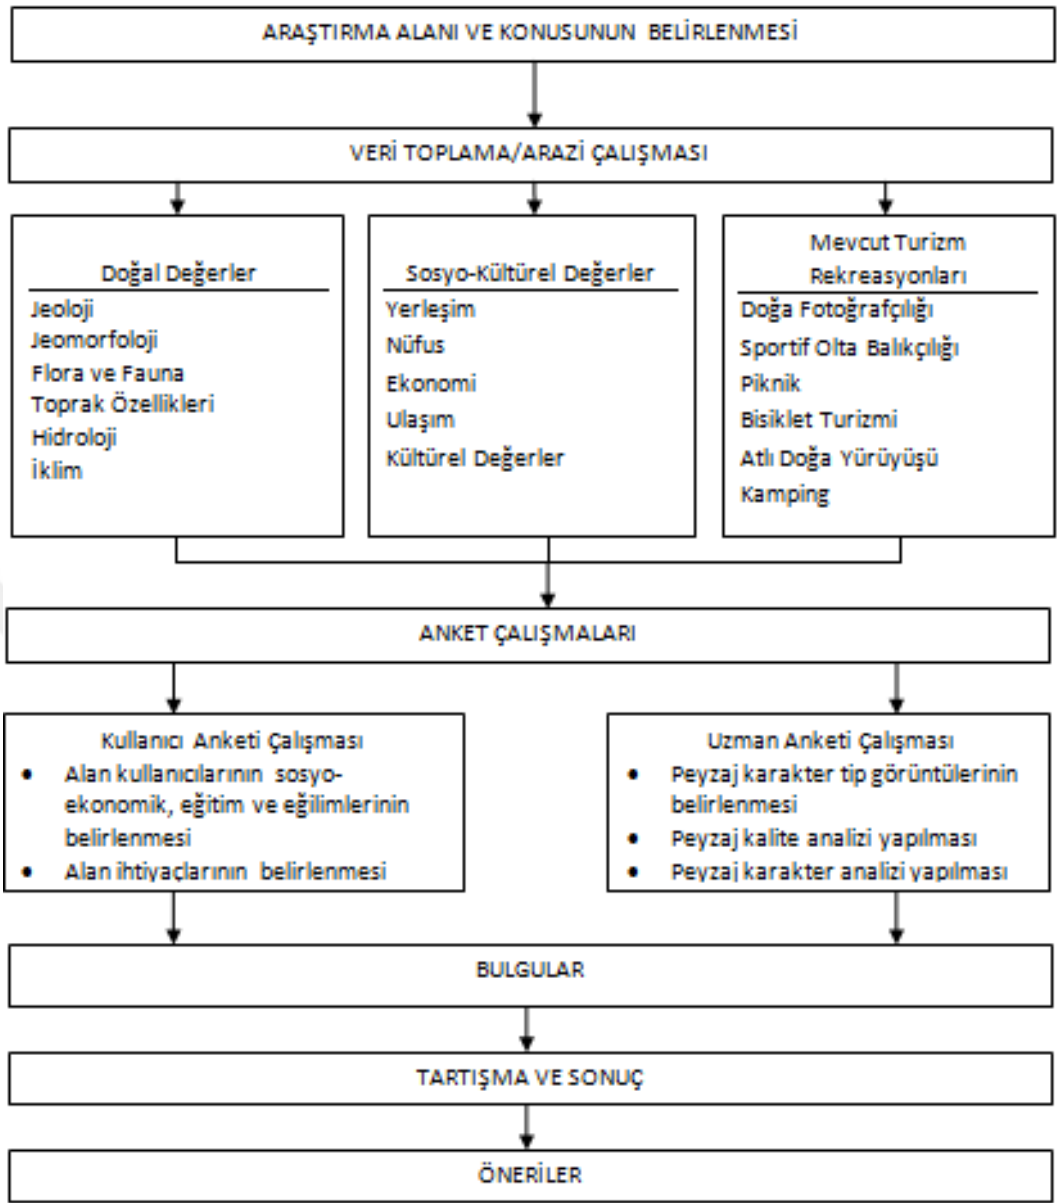 ARAŞTIRMA ALANI VE KONUSUNUN BELİRLENMESİ
VERİ TOPLAMA/ARAZİ ÇALIŞMASI
Doğal Değerler
Jeoloji
Jeomorfoloji
Flora ve Fauna
Toprak Özellikleri
Hidroloji
İklim
Sosyo-Kültürel Değerler
Yerleşim
Nüfus
Ekonomi
Ulaşım
Kültürel Değerler
Mevcut Turizm
Rekreasyonları
Doğa Fotoğrafçılığı
Sportif Olta Balıkçılığı
Piknik
Bisiklet Turizmi
Atlı Doğa Yürüyüşü
Kamping
ANKET ÇALIŞMALARI
Kullanıcı Anketi Çalışması
• Alan kullanıcılarının sosyo-
ekonomik, eğitim ve eğilimlerinin
belirlenmesi
• Alan ihtiyaçlarının belirlenmesi
Uzman Anketi Çalışması
• Peyzaj karakter tip görüntülerinin
belirlenmesi
• Peyzaj kalite analizi yapılması
• Peyzaj karakter analizi yapılması
BULGULAR
TARTIŞMA VE SONUÇ
ÖNERİLER